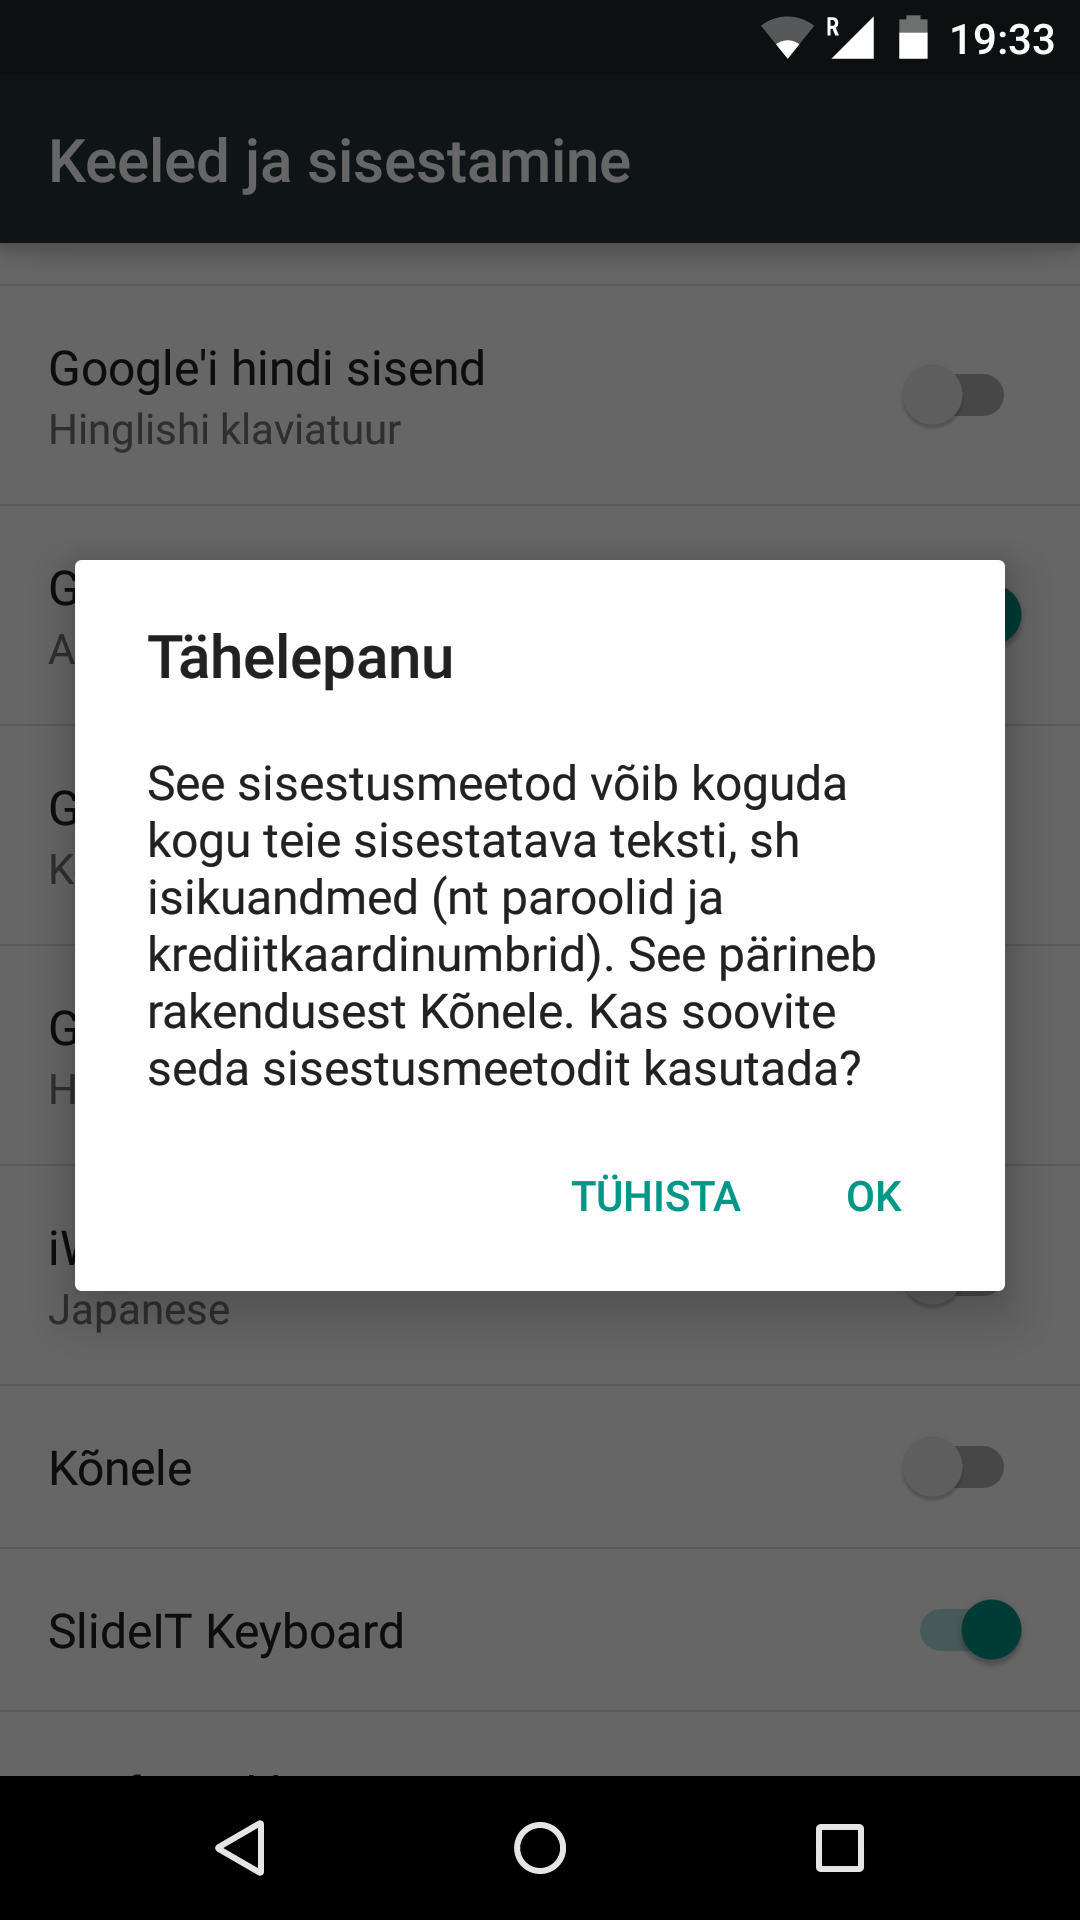 R 19:33
Keeled ja sisestamine
Google'i hindi sisend
Hinglishi klaviatuur
Tähelepanu
See sisestusmeetod võib koguda
kogu teie sisestatava teksti, sh
isikuandmed (nt paroolid ja
krediitkaardinumbrid). See pärineb
rakendusest Kõnele. Kas soovite
seda sisestusmeetodit kasutada?
TÜHISTA OK
Japanese
Kõnele
SlideIT Keyboard